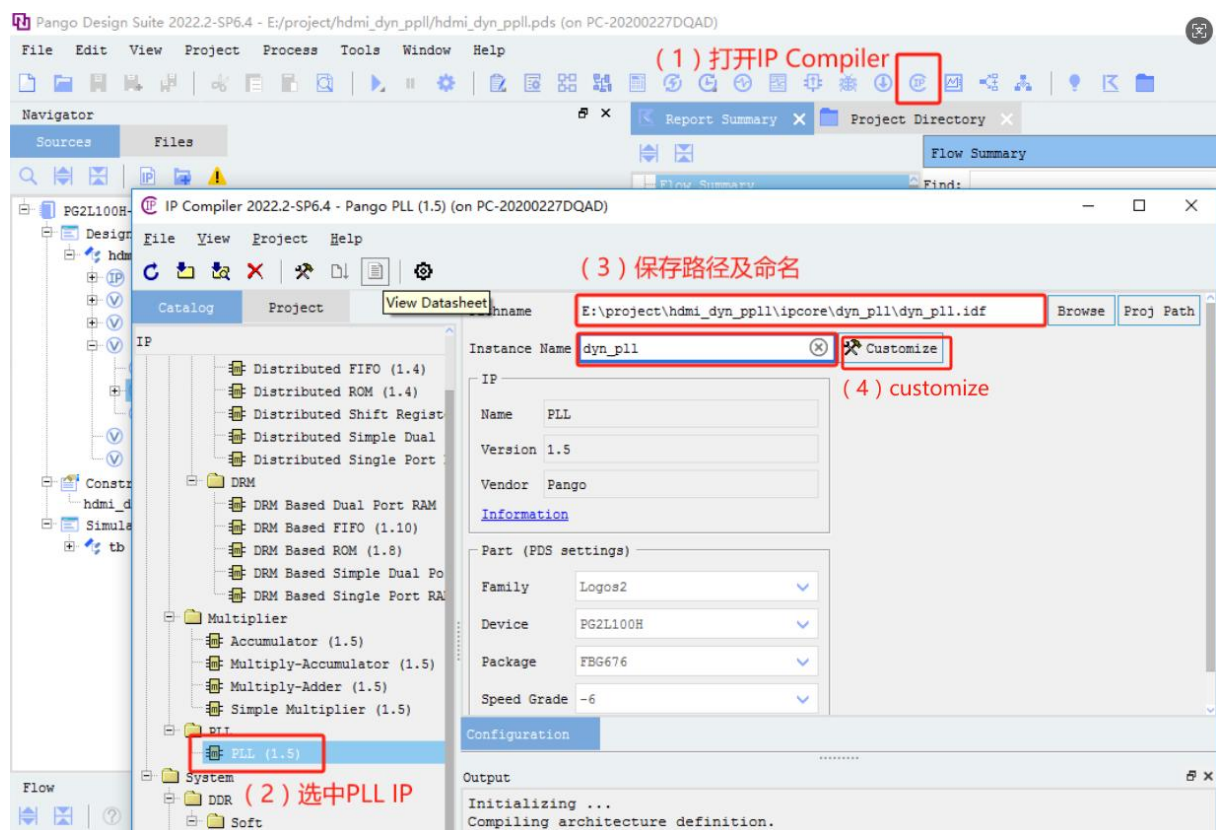 Pango Design Suite 2022.2-SP6.4 - E:/project/hdmi_dyn_ppll/hdmi_dyn_ppll.pds (on PC-20200227DQAD)
File Edit View Project Process Tools Window Help
（1）打开IP Compiler
Navigator
Report Summary
Project Directory
Sources Files
Flow Summary
Flow Summary
Find:
PG2L100H-
Design
hdm
Constr
hdmi_d
Simula
tb
Flow
IP Compiler 2022.2-SP6.4 - Pango PLL (1.5) (on PC-20200227DQAD)
File View Project Help
（3）保存路径及命名
View Datasheet
Catalog Project
E:\project\hdmi_dyn_ppll\ipcore\dyn_pll\dyn_pll.idf Browse Proj Path
IP
Instance Name dyn_pll Customize
（4）customize
Distributed FIFO (1.4)
Distributed ROM (1.4)
Distributed Shift Regist
Distributed Simple Dual
Distributed Single Port
DRM
DRM Based Dual Port RAM
DRM Based FIFO (1.10)
DRM Based ROM (1.8)
DRM Based Simple Dual Po
DRM Based Single Port RA
Multiplier
Accumulator (1.5)
Multiply-Accumulator (1.5)
Multiply-Adder (1.5)
Simple Multiplier (1.5)
PLL
PLL (1.5)
（2）选中PLL IP
System
DDR
Soft
IP
Name PLL
Version 1.5
Vendor Pango
Information
Part (PDS settings)
Family Logos2
Device PG2L100H
Package FBG676
Speed Grade -6
Configuration
Output
Initializing ...
Compiling architecture definition.